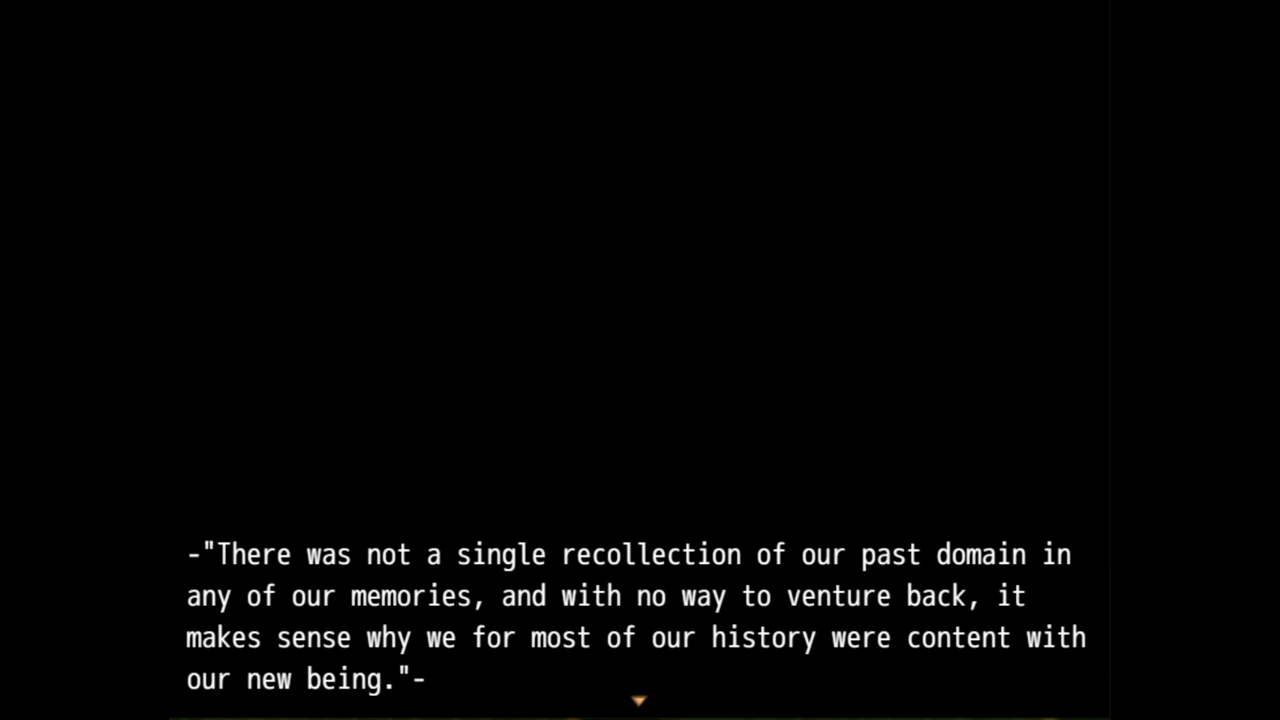 -"There was not a single recollection of our past domain in
any of our memories, and with no way to venture back, it
makes sense why we for most of our history were content with
our new being."-